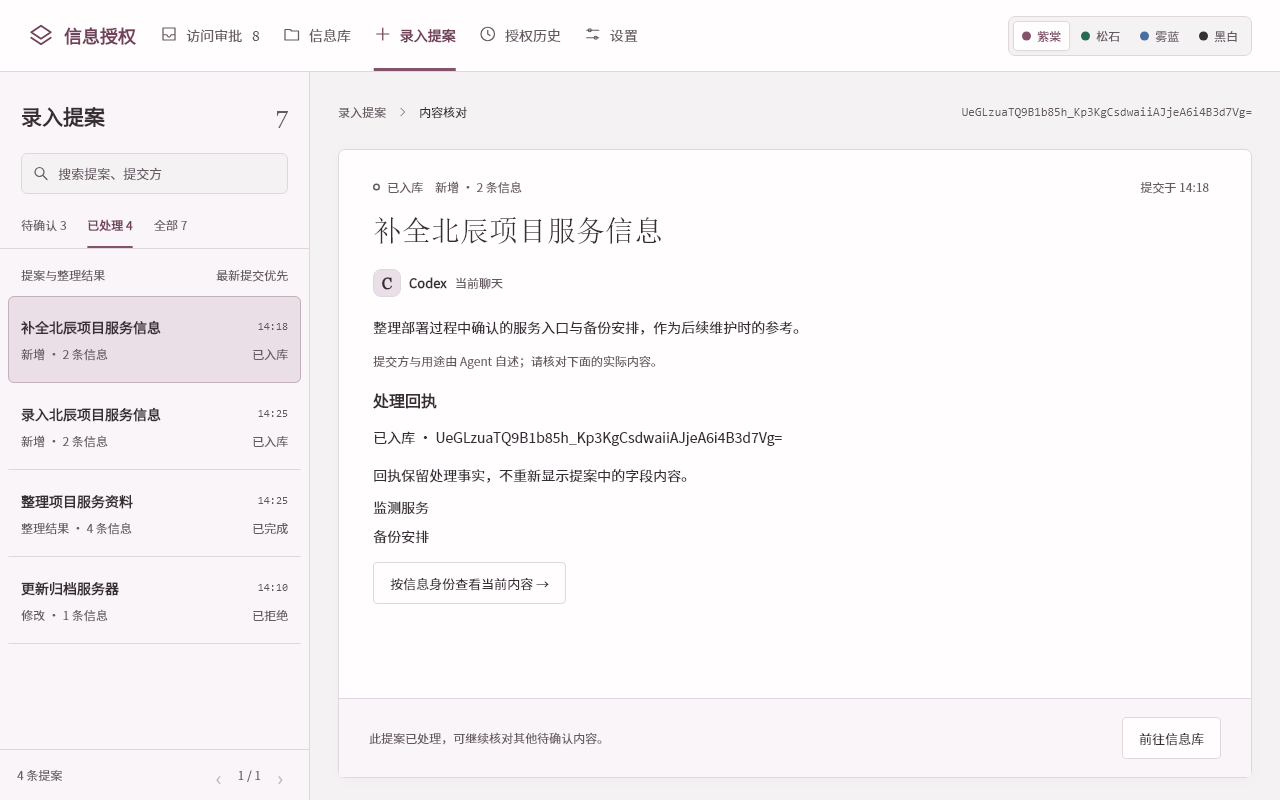 信息授权
访问审批 8
信息库
录入提案
授权历史
设置
紫棠
松石
雾蓝
黑白
录入提案 7
搜索提案、提交方
待确认 3
已处理 4
全部 7
提案与整理结果 最新提交优先
补全北辰项目服务信息 14:18
新增 · 2 条信息 已入库
录入北辰项目服务信息 14:25
新增 · 2 条信息 已入库
整理项目服务资料 14:25
整理结果 · 4 条信息 已完成
更新归档服务器 14:10
修改 · 1 条信息 已拒绝
4 条提案 ‹ 1 / 1 ›
录入提案 > 内容核对 UeGLzuaTQ9B1b85h_Kp3KgCsdwaiiAJjeA6i4B3d7Vg=
已入库 新增 · 2 条信息 提交于 14:18
补全北辰项目服务信息
C Codex 当前聊天
整理部署过程中确认的服务入口与备份安排，作为后续维护时的参考。
提交方与用途由 Agent 自述；请核对下面的实际内容。
处理回执
已入库 · UeGLzuaTQ9B1b85h_Kp3KgCsdwaiiAJjeA6i4B3d7Vg=
回执保留处理事实，不重新显示提案中的字段内容。
监测服务
备份安排
按信息身份查看当前内容 →
此提案已处理，可继续核对其他待确认内容。 前往信息库